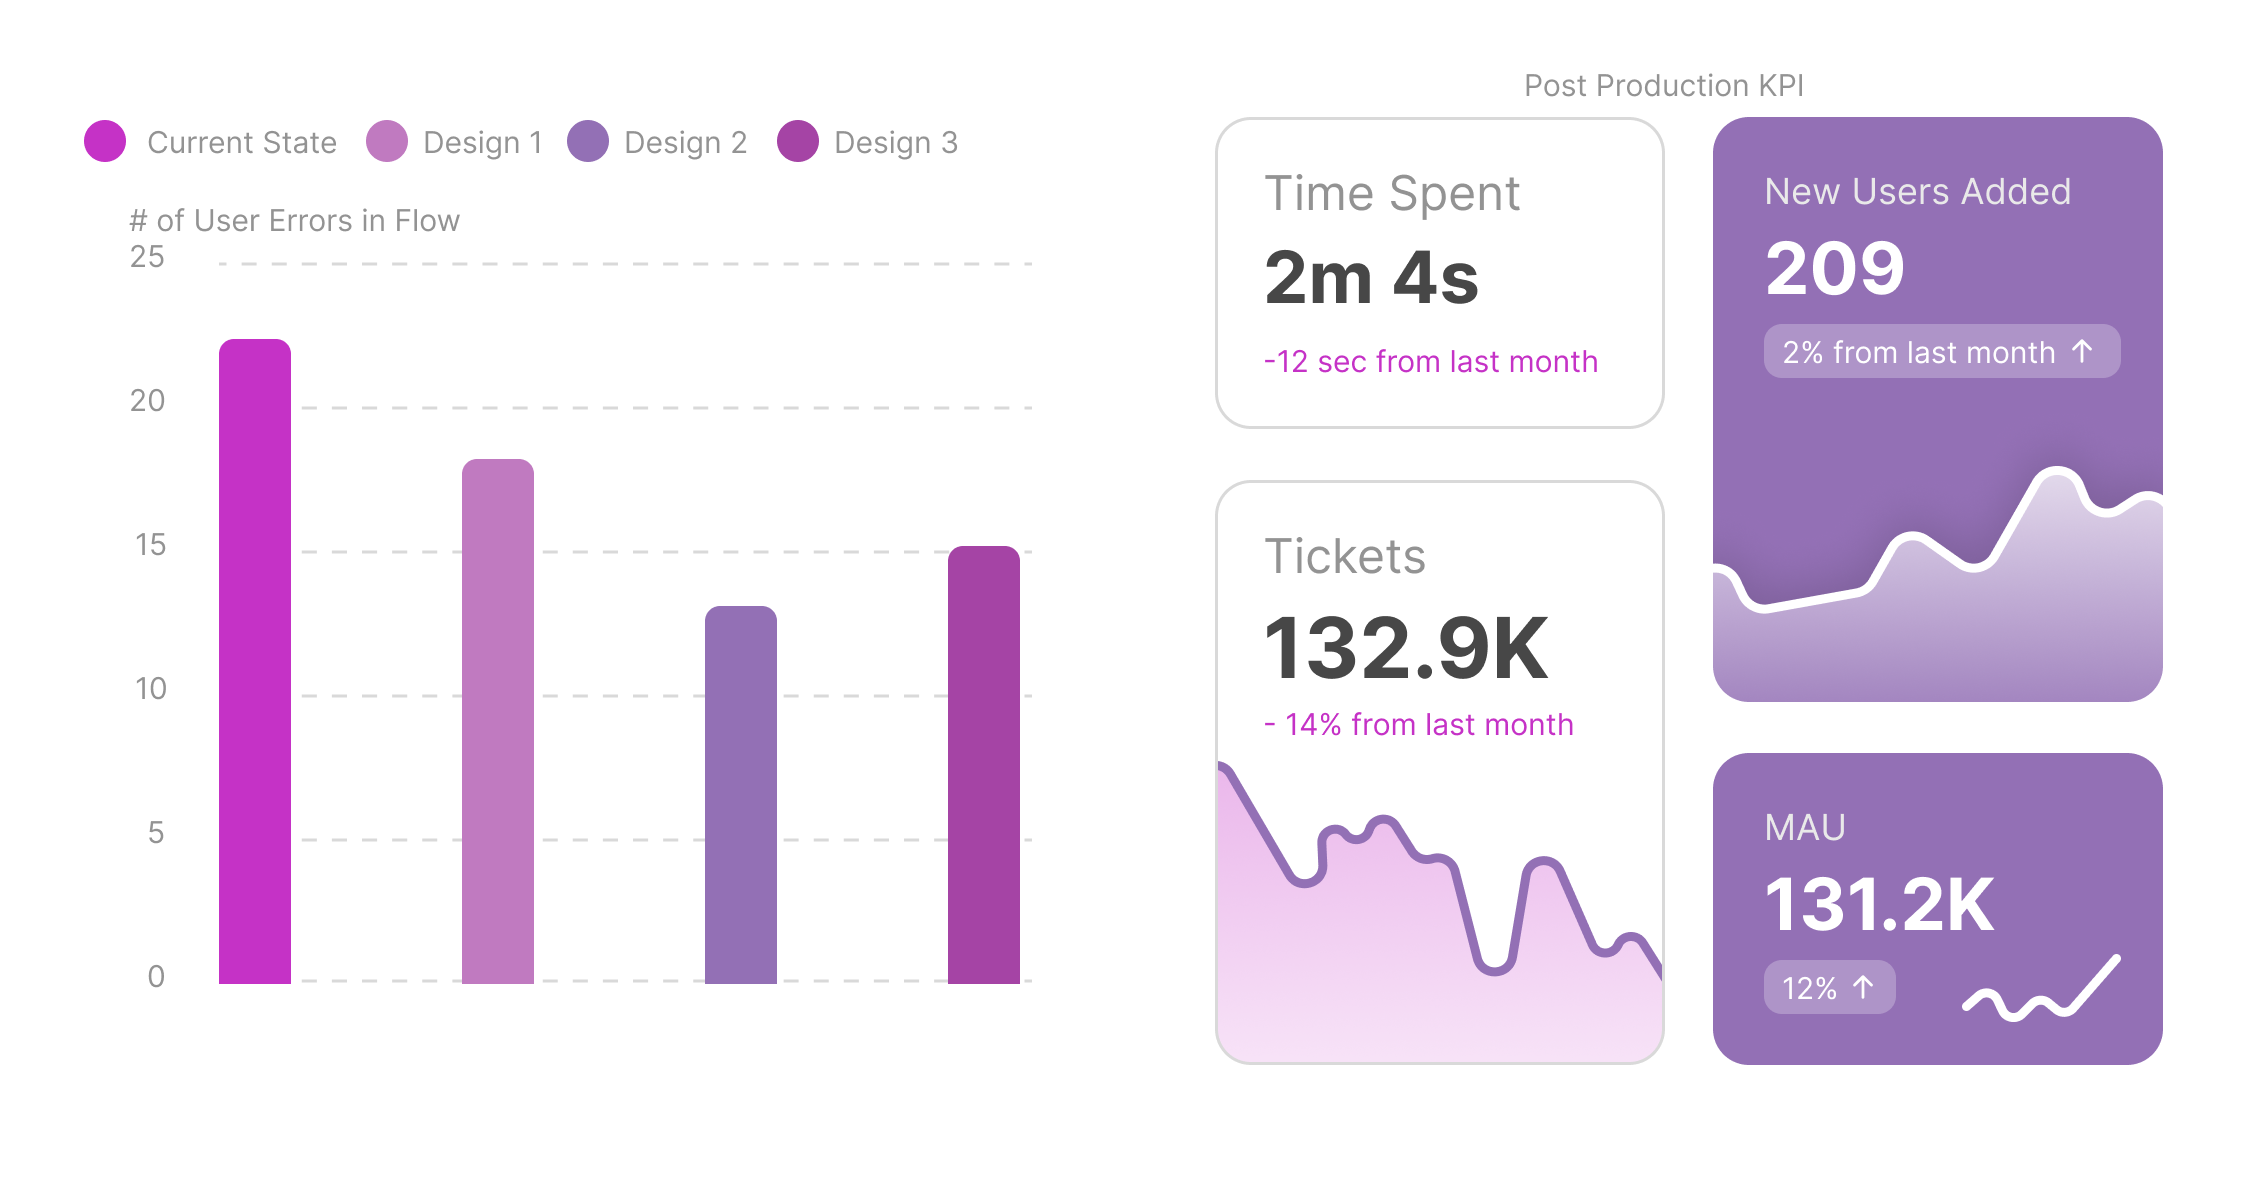 Current State
Design 1
Design 2
Design 3
# of User Errors in Flow
25
20
15
10
5
0
Post Production KPI
Time Spent
2m 4s
-12 sec from last month
Tickets
132.9K
- 14% from last month
New Users Added
209
2% from last month ↑
MAU
131.2K
12% ↑